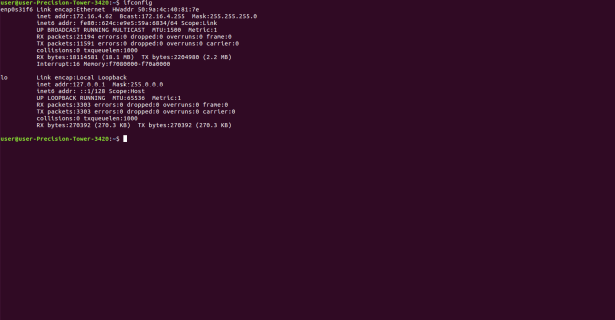 user@user-Precision-Tower-3420:~$ ifconfig
enp0s31f6 Link encap:Ethernet HWaddr 50:9a:4c:40:81:7e
inet addr:172.16.4.62 Bcast:172.16.4.255 Mask:255.255.255.0
inet6 addr: fe80::624c:e9e5:59a:6834/64 Scope:Link
UP BROADCAST RUNNING MULTICAST MTU:1500 Metric:1
RX packets:21194 errors:0 dropped:0 overruns:0 frame:0
TX packets:11591 errors:0 dropped:0 overruns:0 carrier:0
collisions:0 txqueuelen:1000
RX bytes:18114581 (18.1 MB) TX bytes:2204980 (2.2 MB)
Interrupt:16 Memory:f7080000-f70a0000
lo Link encap:Local Loopback
inet addr:127.0.0.1 Mask:255.0.0.0
inet6 addr: ::1/128 Scope:Host
UP LOOPBACK RUNNING MTU:65536 Metric:1
RX packets:3303 errors:0 dropped:0 overruns:0 frame:0
TX packets:3303 errors:0 dropped:0 overruns:0 carrier:0
collisions:0 txqueuelen:1000
RX bytes:270392 (270.3 KB) TX bytes:270392 (270.3 KB)
user@user-Precision-Tower-3420:~$